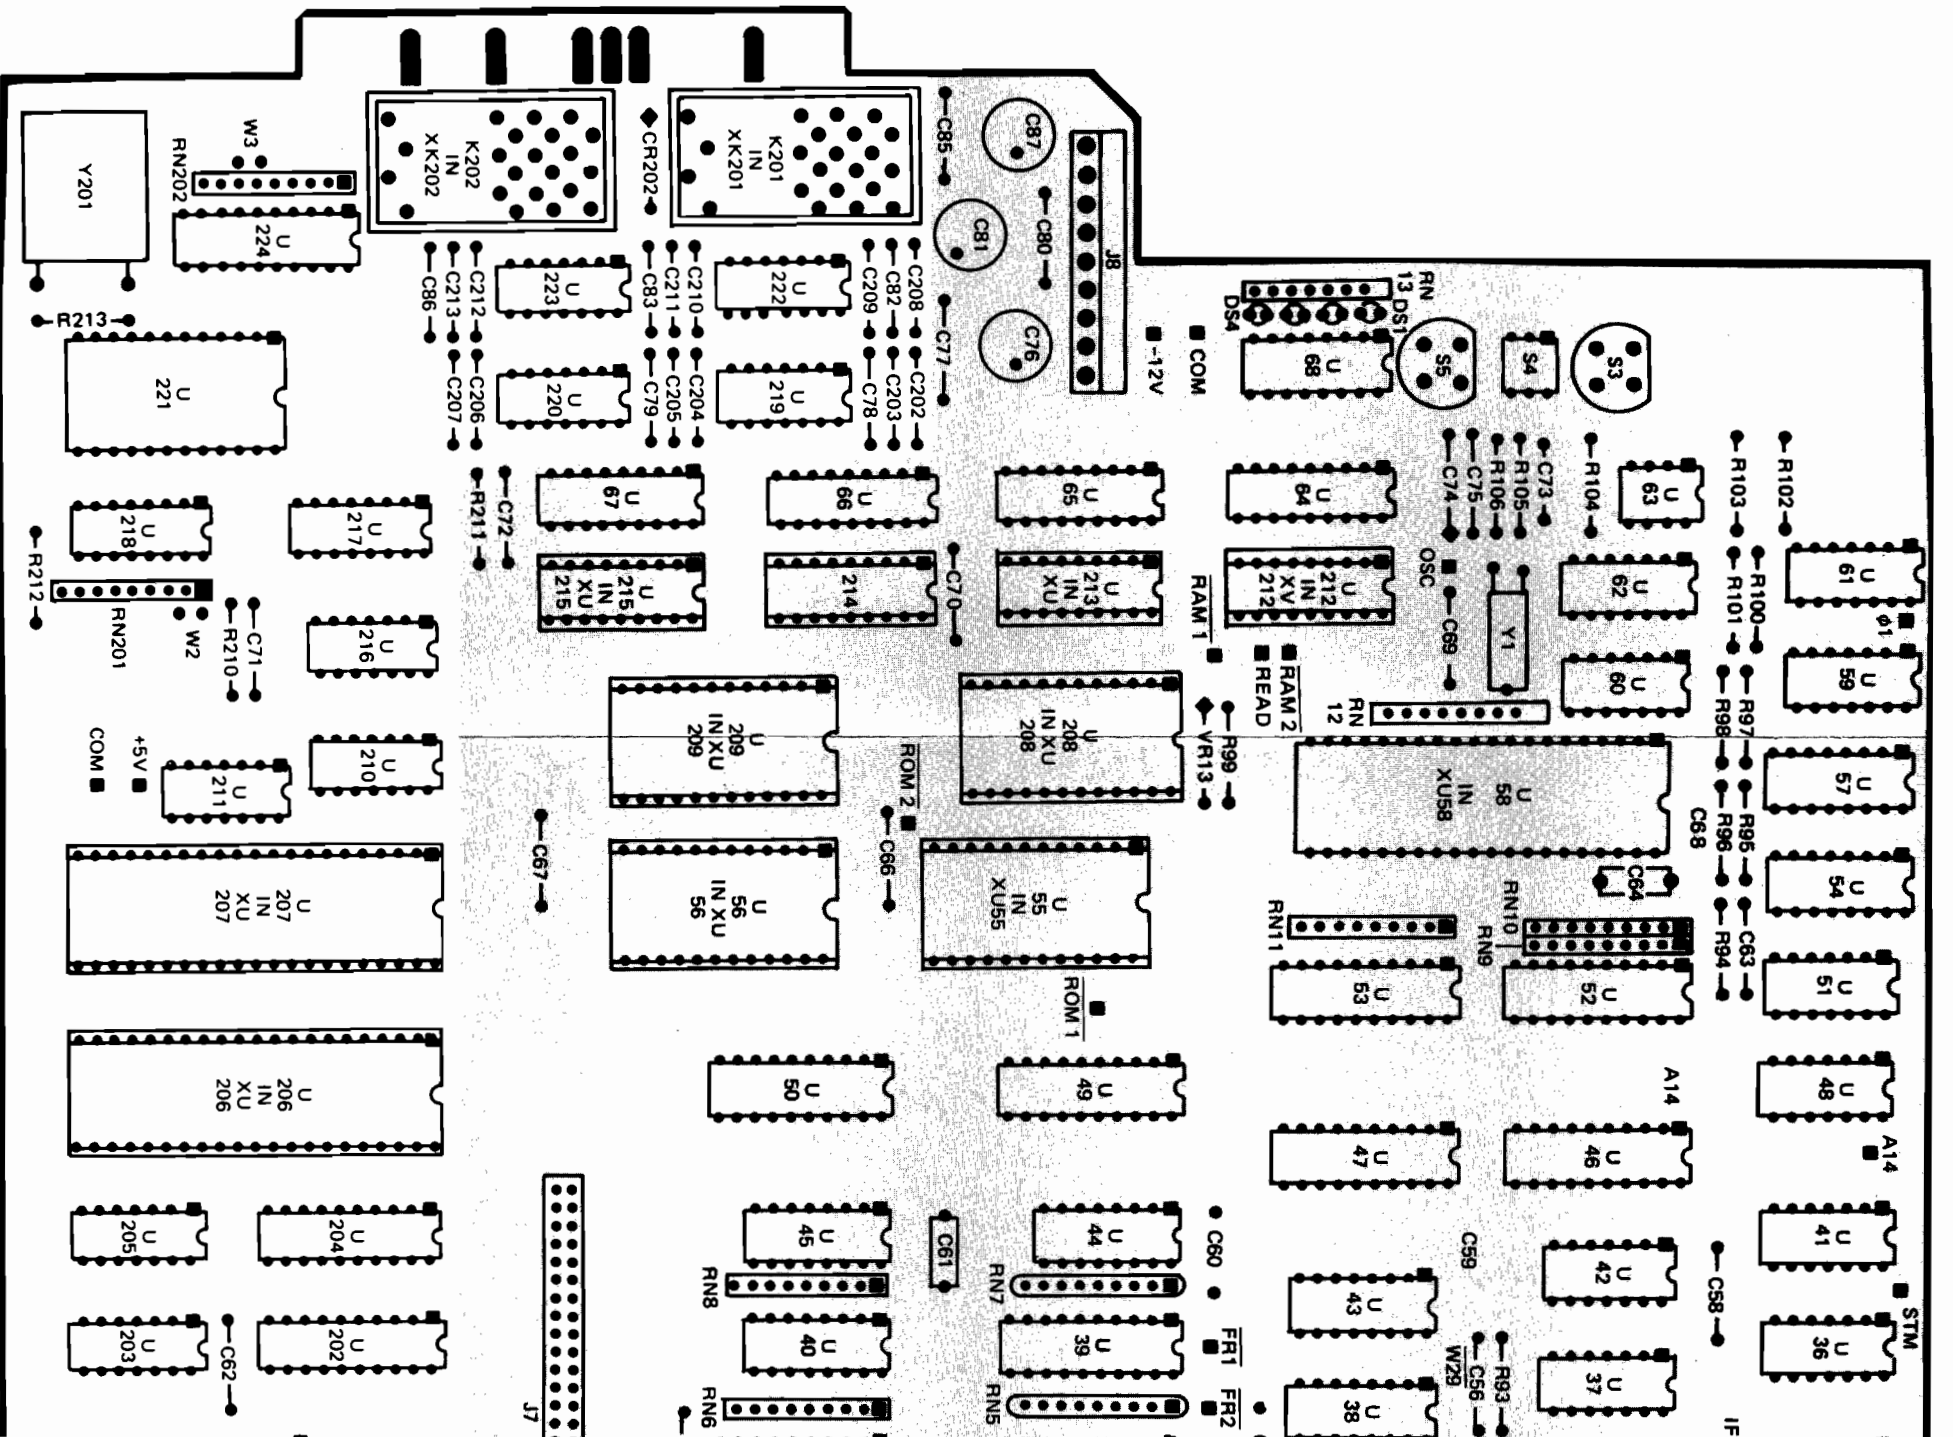 Y201
W3
RN202
U
224
K202
IN
XK202
CR202
K201
IN
XK201
C85
C87
C81
C80
J8
C86
C213
C212
U
223
C83
C211
C210
U
222
C209
C82
C208
C77
C76
-12V
COM
RN
13
DS4
DS1
U
68
S5
S4
S3
R213
U
221
C207
C206
U
220
C79
C205
C204
U
219
C78
C203
C202
R211
C72
U
67
U
66
U
65
U
64
C74
C75
R106
R105
C73
R104
U
63
R103
R102
U
218
U
217
R212
RN201
W2
R210
C71
U
216
U
215
IN
XU
215
U
214
C70
U
213
IN
XU
RAM 1
U
212
IN
XV
212
OSC
C69
Y1
U
62
R101
R100
U
61
φ1
READ
RAM 2
RN
12
U
60
U
59
COM
+5V
U
211
U
210
U
209
IN XU
209
ROM 2
U
208
IN XU
208
VR13
R99
U
58
IN
XU58
C68
R98
R97
U
57
R96
R95
U
207
IN
XU
207
C67
U
56
IN XU
56
C66
U
55
IN
XU55
RN11
RN10
RN9
C64
U
54
R94
C63
ROM 1
U
53
U
52
U
51
U
206
IN
XU
206
U
50
U
49
A14
U
48
U
47
U
46
A14
U
205
U
204
U
45
C61
U
44
C60
C59
U
42
C58
U
41
RN8
RN7
U
43
STM
U
203
C62
U
202
U
40
U
39
FR1
W29
C56
R93
U
37
U
36
J7
RN6
RN5
FR2
U
38
IF